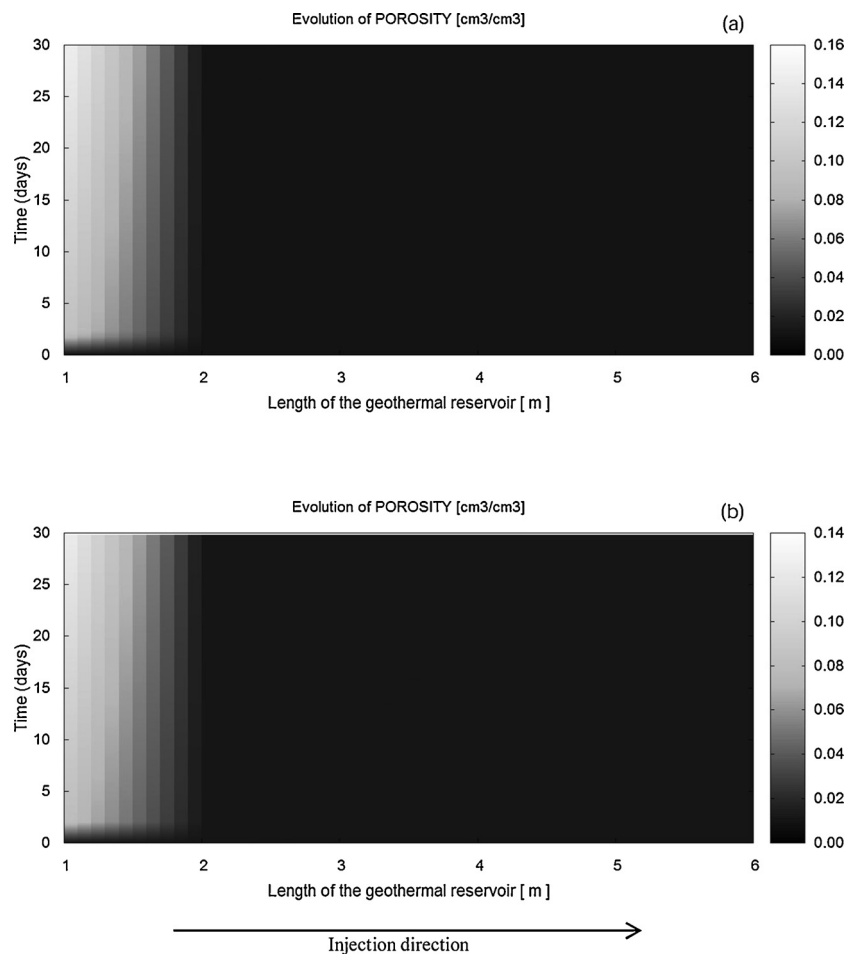 Evolution of POROSITY [cm3/cm3]
(a)
30
25
20
15
10
5
0
Time (days)
1 2 3 4 5 6
Length of the geothermal reservoir [ m ]
0.16
0.14
0.12
0.10
0.08
0.06
0.04
0.02
0.00
Evolution of POROSITY [cm3/cm3]
(b)
30
25
20
15
10
5
0
Time (days)
1 2 3 4 5 6
Length of the geothermal reservoir [ m ]
0.14
0.12
0.10
0.08
0.06
0.04
0.02
0.00
Injection direction